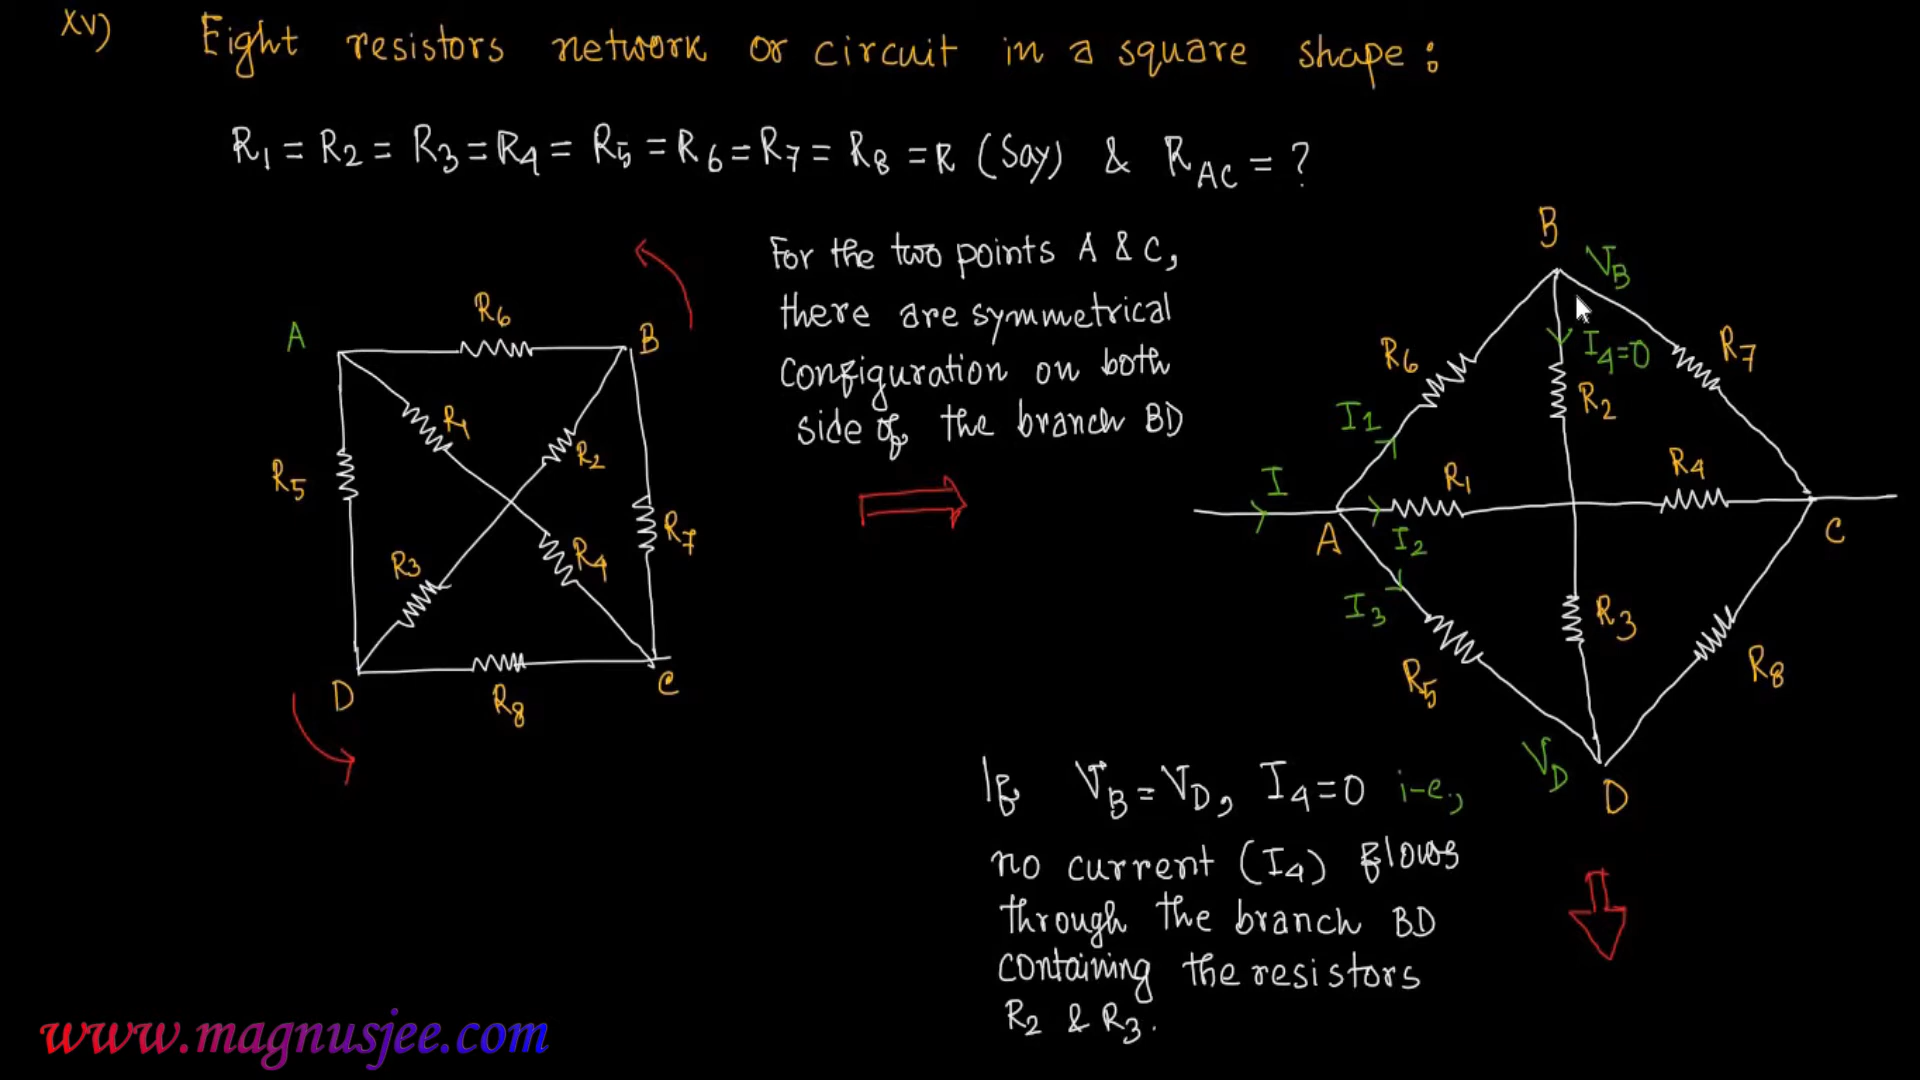 xv) Eight resistors network or circuit in a square shape:
R1 = R2 = R3 = R4 = R5 = R6 = R7 = R8 = R (Say) & RAC = ?
For the two points A & C,
there are symmetrical
configuration on both
side of the branch BD
A
R6
B
R1
R2
R5
R7
R3
R4
D
R8
C
B
VB
R6
I4=0
R7
R2
I1
I
R1
R4
A
I2
C
I3
R3
R5
R8
VD
D
If VB = VD, I4=0 i-e,
no current (I4) flows
through the branch BD
containing the resistors
R2 & R3.
www.magnusjee.com